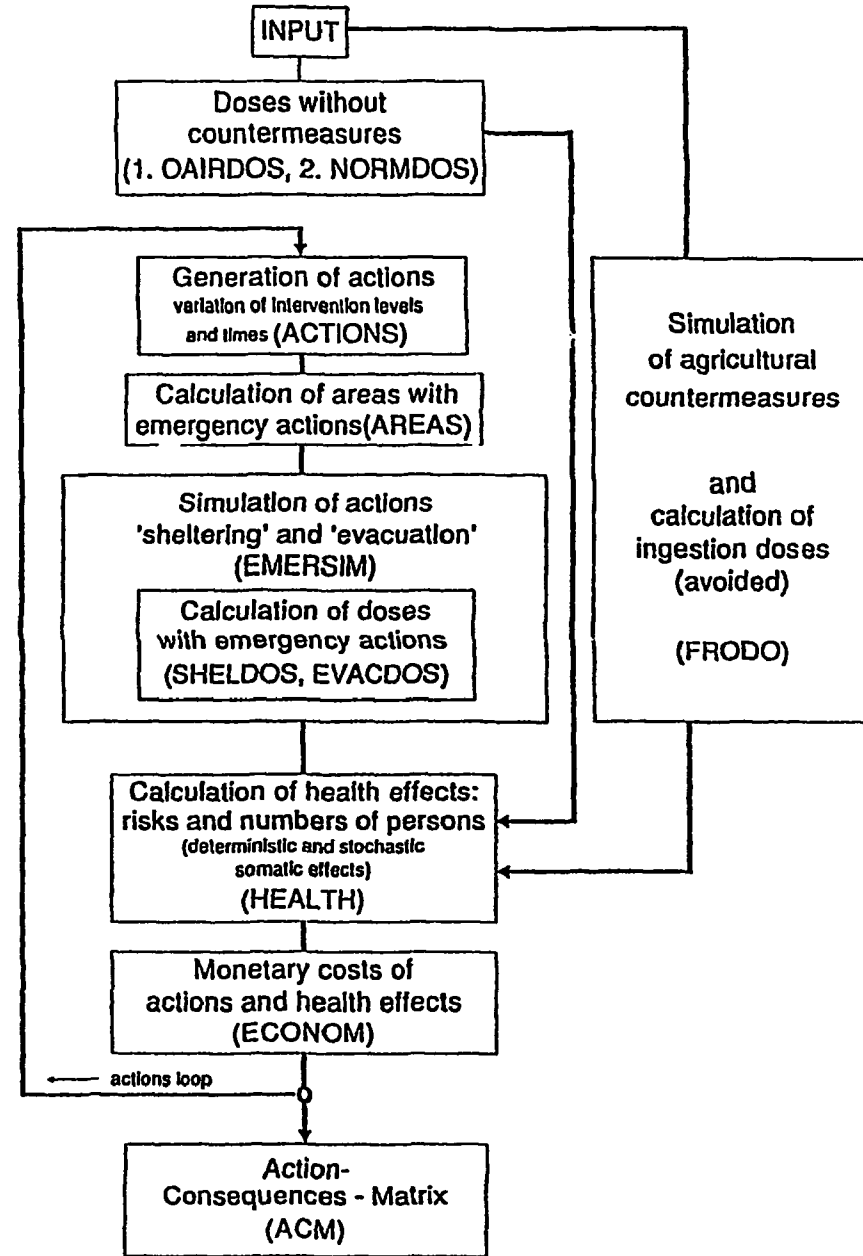 INPUT
Doses without
countermeasures
(1. OAIRDOS, 2. NORMDOS)
Generation of actions
variation of intervention levels
and times (ACTIONS)
Calculation of areas with
emergency actions(AREAS)
Simulation of actions
'sheltering' and 'evacuation'
(EMERSIM)
Calculation of doses
with emergency actions
(SHELDOS, EVACDOS)
Simulation
of agricultural
countermeasures
and
calculation of
ingestion doses
(avoided)
(FRODO)
Calculation of health effects:
risks and numbers of persons
(deterministic and stochastic
somatic effects)
(HEALTH)
Monetary costs of
actions and health effects
(ECONOM)
actions loop
Action-
Consequences - Matrix
(ACM)